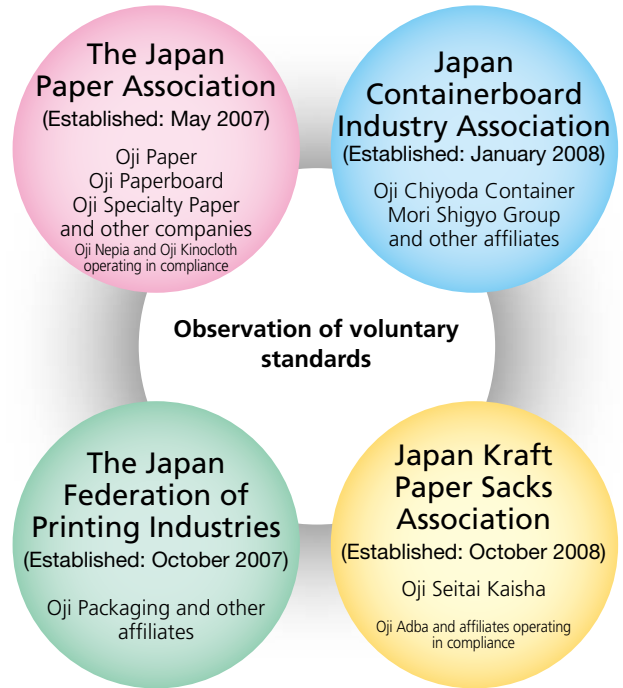 The Japan
Paper Association
(Established: May 2007)
Oji Paper
Oji Paperboard
Oji Specialty Paper
and other companies
Oji Nepia and Oji Kinocloth
operating in compliance
Japan
Containerboard
Industry Association
(Established: January 2008)
Oji Chiyoda Container
Mori Shigyo Group
and other affiliates
Observation of voluntary
standards
The Japan
Federation of
Printing Industries
(Established: October 2007)
Oji Packaging and other
affiliates
Japan Kraft
Paper Sacks
Association
(Established: October 2008)
Oji Seitai Kaisha
Oji Adba and affiliates operating
in compliance